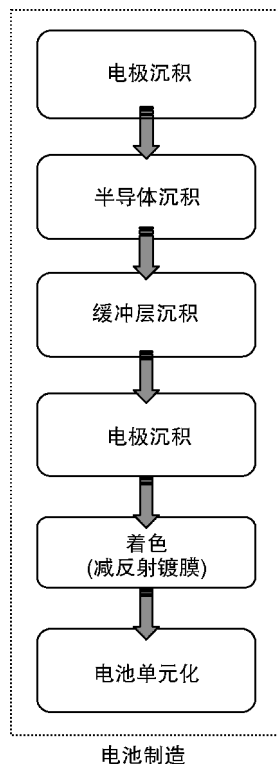 电极沉积
半导体沉积
缓冲层沉积
电极沉积
着色
(减反射镀膜)
电池单元化
电池制造